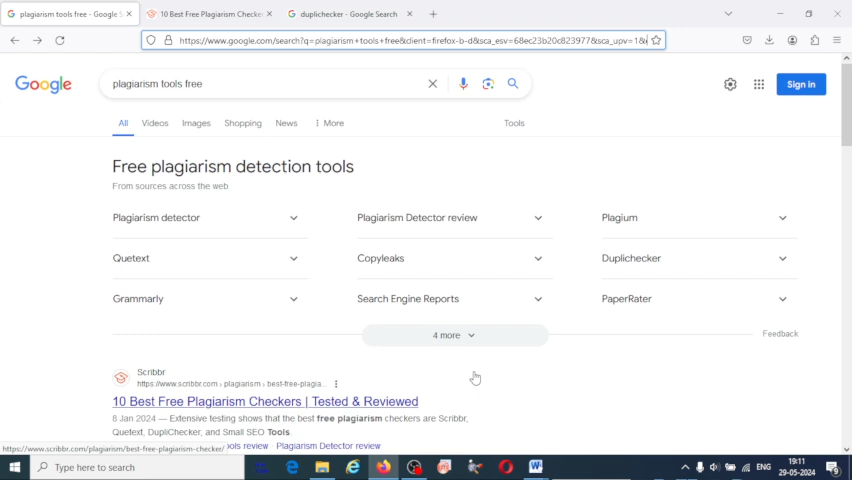 plagiarism tools free - Google S
10 Best Free Plagiarism Checker
duplichecker - Google Search
https://www.google.com/search?q=plagiarism+tools+free&client=firefox-b-d&sca_esv=68ec23b20c823977&sca_upv=1&
Google
plagiarism tools free
Sign in
All
Videos
Images
Shopping
News
More
Tools
Free plagiarism detection tools
From sources across the web
Plagiarism detector
Plagiarism Detector review
Plagium
Quetext
Copyleaks
Duplichecker
Grammarly
Search Engine Reports
PaperRater
4 more
Feedback
Scribbr
https://www.scribbr.com › plagiarism › best-free-plagia...
10 Best Free Plagiarism Checkers | Tested & Reviewed
8 Jan 2024 — Extensive testing shows that the best free plagiarism checkers are Scribbr,
Quetext, DupliChecker, and Small SEO Tools.
https://www.scribbr.com/plagiarism/best-free-plagiarism-checker/
ools review
Plagiarism Detector review
Type here to search
ENG
19:11
29-05-2024